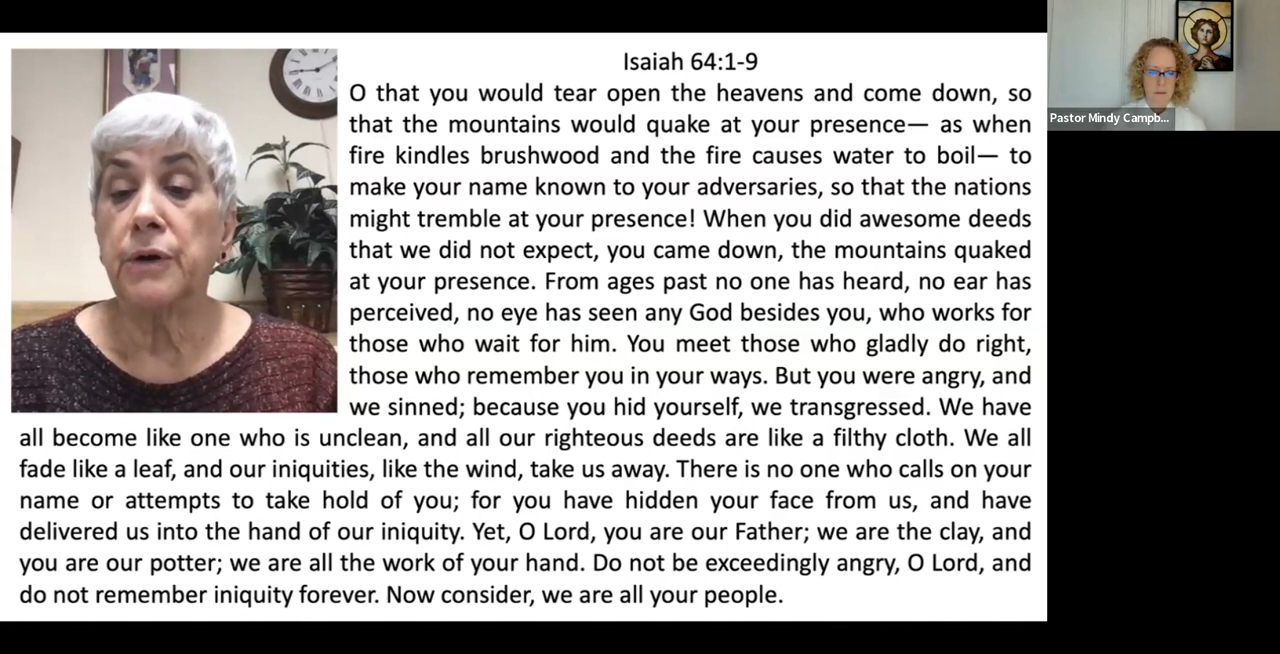 Isaiah 64:1-9
O that you would tear open the heavens and come down, so
that the mountains would quake at your presence— as when
fire kindles brushwood and the fire causes water to boil— to
make your name known to your adversaries, so that the nations
might tremble at your presence! When you did awesome deeds
that we did not expect, you came down, the mountains quaked
at your presence. From ages past no one has heard, no ear has
perceived, no eye has seen any God besides you, who works for
those who wait for him. You meet those who gladly do right,
those who remember you in your ways. But you were angry, and
we sinned; because you hid yourself, we transgressed. We have
all become like one who is unclean, and all our righteous deeds are like a filthy cloth. We all
fade like a leaf, and our iniquities, like the wind, take us away. There is no one who calls on your
name or attempts to take hold of you; for you have hidden your face from us, and have
delivered us into the hand of our iniquity. Yet, O Lord, you are our Father; we are the clay, and
you are our potter; we are all the work of your hand. Do not be exceedingly angry, O Lord, and
do not remember iniquity forever. Now consider, we are all your people.
Pastor Mindy Campb...